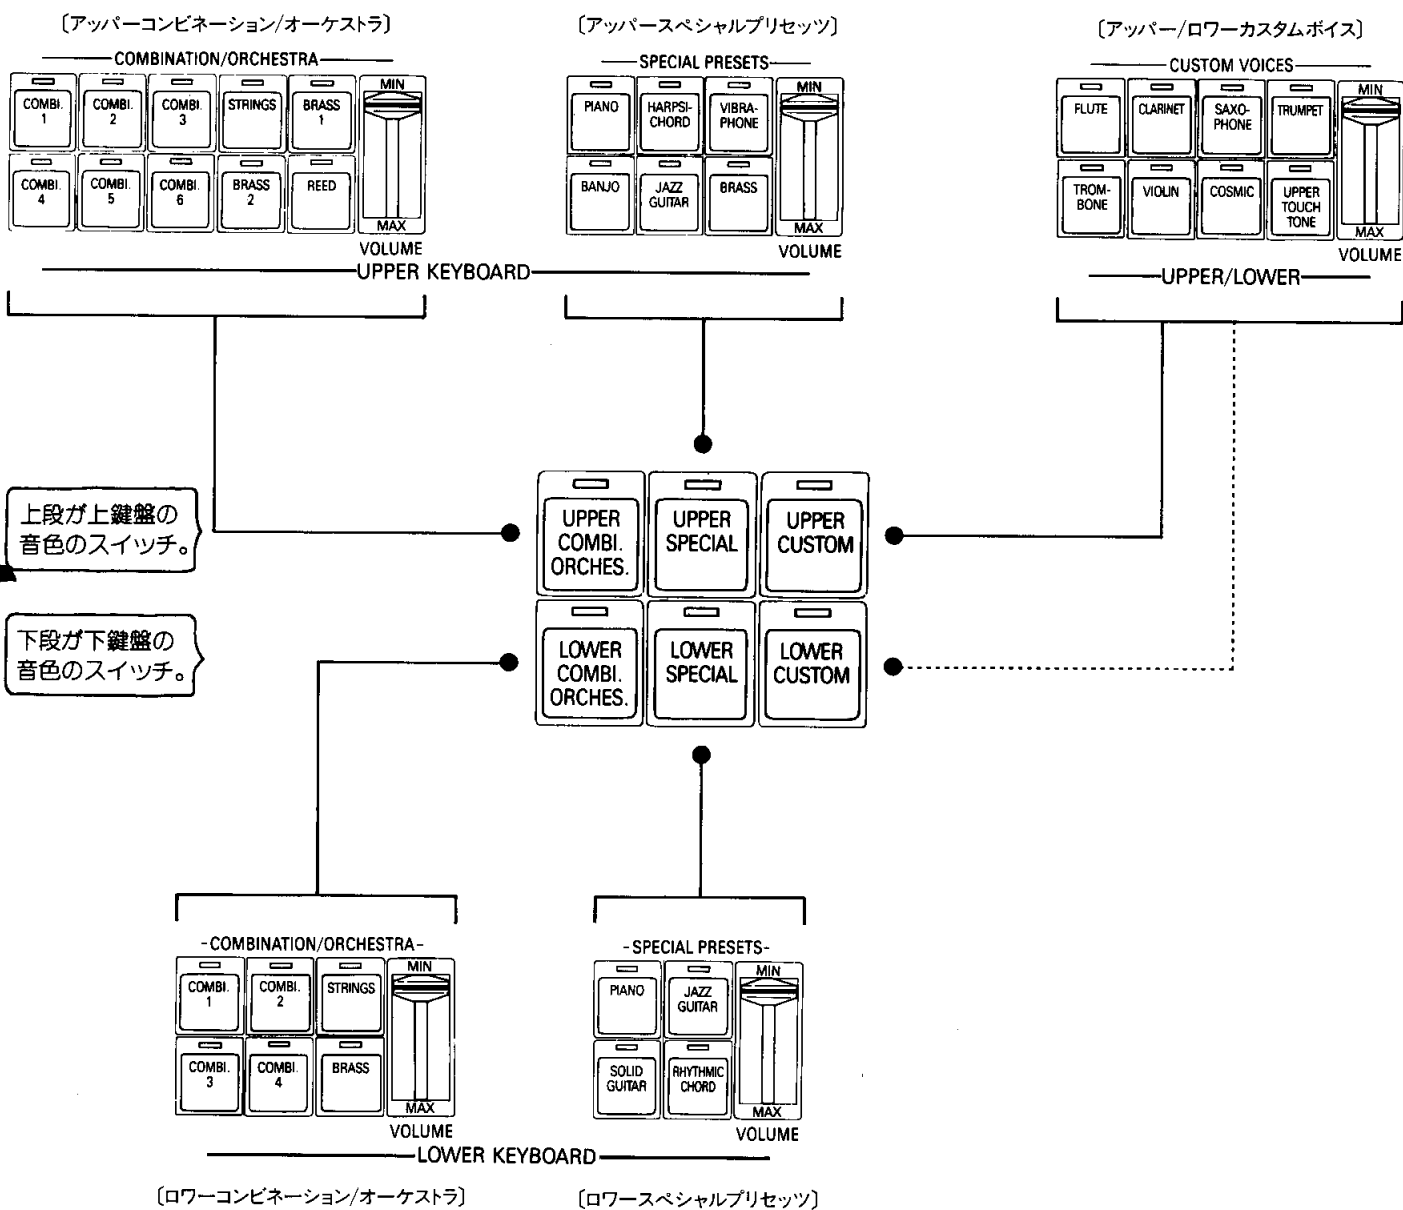 〔アッパーコンビネーション/オーケストラ〕
COMBINATION/ORCHESTRA
COMBI. 1
COMBI. 2
COMBI. 3
STRINGS
BRASS 1
MIN
COMBI. 4
COMBI. 5
COMBI. 6
BRASS 2
REED
MAX
VOLUME
〔アッパースペシャルプリセッツ〕
SPECIAL PRESETS
PIANO
HARPSI-
CHORD
VIBRA-
PHONE
MIN
BANJO
JAZZ
GUITAR
BRASS
MAX
VOLUME
UPPER KEYBOARD
〔アッパー/ロワーカスタムボイス〕
CUSTOM VOICES
FLUTE
CLARINET
SAXO-
PHONE
TRUMPET
MIN
TROM-
BONE
VIOLIN
COSMIC
UPPER
TOUCH
TONE
MAX
VOLUME
UPPER/LOWER
上段が上鍵盤の
音色のスイッチ。
下段が下鍵盤の
音色のスイッチ。
UPPER
COMBI.
ORCHES.
UPPER
SPECIAL
UPPER
CUSTOM
LOWER
COMBI.
ORCHES.
LOWER
SPECIAL
LOWER
CUSTOM
-COMBINATION/ORCHESTRA-
COMBI. 1
COMBI. 2
STRINGS
MIN
COMBI. 3
COMBI. 4
BRASS
MAX
VOLUME
-SPECIAL PRESETS-
PIANO
JAZZ
GUITAR
MIN
SOLID
GUITAR
RHYTHMIC
CHORD
MAX
VOLUME
LOWER KEYBOARD
〔ロワーコンビネーション/オーケストラ〕
〔ロワースペシャルプリセッツ〕